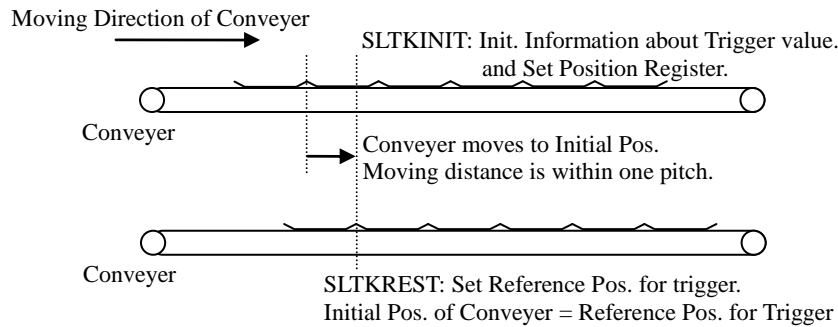 Moving Direction of Conveyer
SLTKINIT: Init. Information about Trigger value.
and Set Position Register.
Conveyer
Conveyer moves to Initial Pos.
Moving distance is within one pitch.
Conveyer
SLTKREST: Set Reference Pos. for trigger.
Initial Pos. of Conveyer = Reference Pos. for Trigger